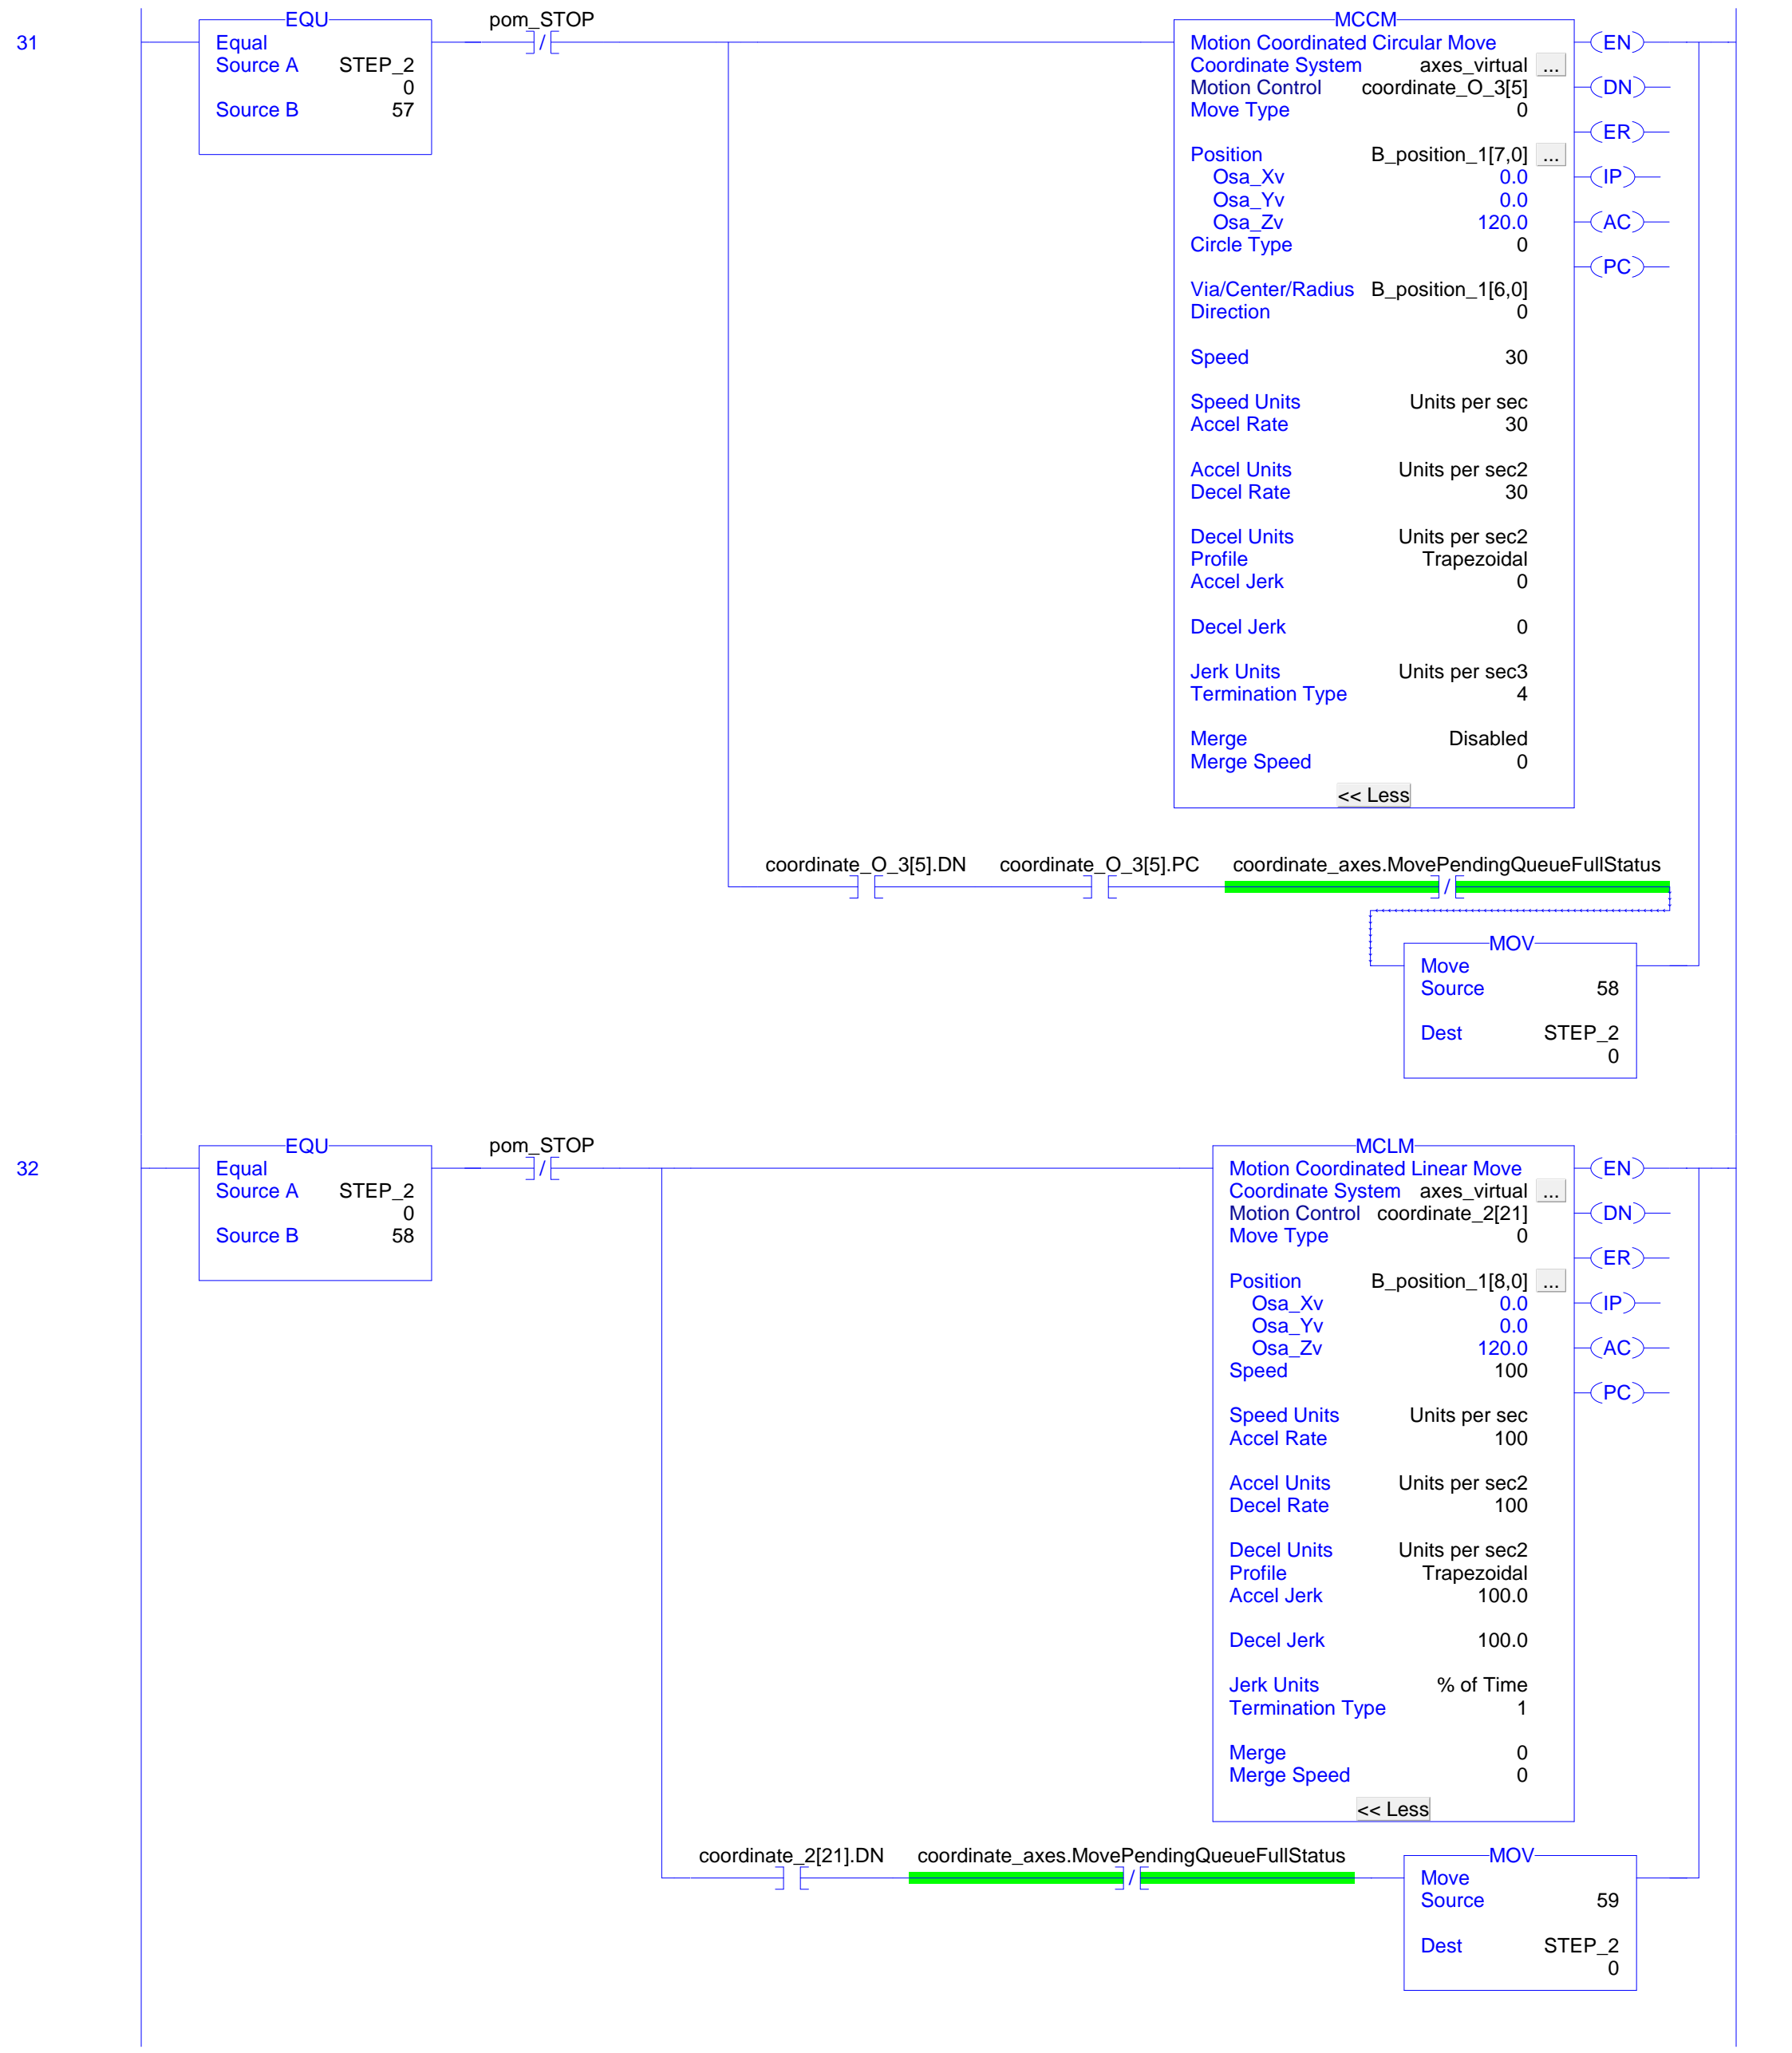 31
EQU
Equal
Source A STEP_2
0
Source B 57
pom_STOP
/
MCCM
Motion Coordinated Circular Move
Coordinate System axes_virtual ...
Motion Control coordinate_O_3[5]
Move Type 0
Position B_position_1[7,0] ...
Osa_Xv 0.0
Osa_Yv 0.0
Osa_Zv 120.0
Circle Type 0
Via/Center/Radius B_position_1[6,0]
Direction 0
Speed 30
Speed Units Units per sec
Accel Rate 30
Accel Units Units per sec2
Decel Rate 30
Decel Units Units per sec2
Profile Trapezoidal
Accel Jerk 0
Decel Jerk 0
Jerk Units Units per sec3
Termination Type 4
Merge Disabled
Merge Speed 0
<< Less
EN
DN
ER
IP
AC
PC
coordinate_O_3[5].DN coordinate_O_3[5].PC coordinate_axes.MovePendingQueueFullStatus
/
MOV
Move
Source 58
Dest STEP_2
0
32
EQU
Equal
Source A STEP_2
0
Source B 58
pom_STOP
/
MCLM
Motion Coordinated Linear Move
Coordinate System axes_virtual ...
Motion Control coordinate_2[21]
Move Type 0
Position B_position_1[8,0] ...
Osa_Xv 0.0
Osa_Yv 0.0
Osa_Zv 120.0
Speed 100
Speed Units Units per sec
Accel Rate 100
Accel Units Units per sec2
Decel Rate 100
Decel Units Units per sec2
Profile Trapezoidal
Accel Jerk 100.0
Decel Jerk 100.0
Jerk Units % of Time
Termination Type 1
Merge 0
Merge Speed 0
<< Less
EN
DN
ER
IP
AC
PC
coordinate_2[21].DN coordinate_axes.MovePendingQueueFullStatus
/
MOV
Move
Source 59
Dest STEP_2
0